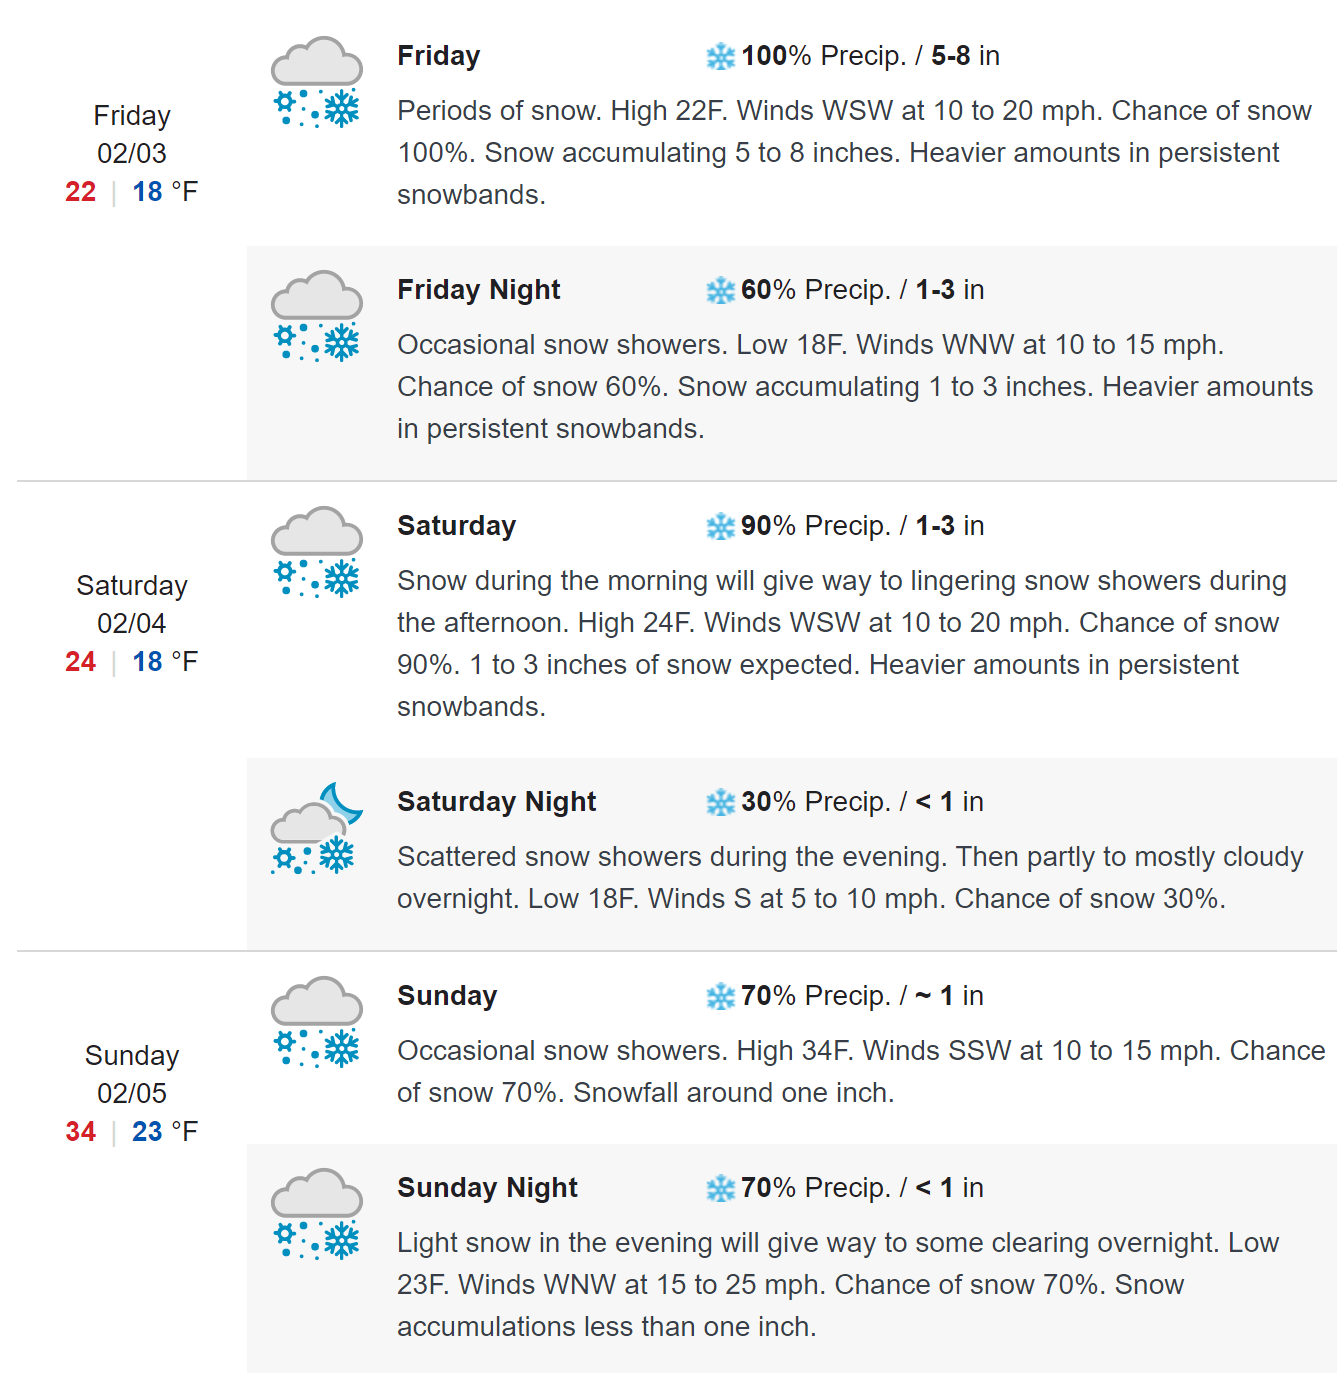 Friday
02/03
22 | 18 °F
Friday 100% Precip. / 5-8 in
Periods of snow. High 22F. Winds WSW at 10 to 20 mph. Chance of snow
100%. Snow accumulating 5 to 8 inches. Heavier amounts in persistent
snowbands.
Friday Night 60% Precip. / 1-3 in
Occasional snow showers. Low 18F. Winds WNW at 10 to 15 mph.
Chance of snow 60%. Snow accumulating 1 to 3 inches. Heavier amounts
in persistent snowbands.
Saturday
02/04
24 | 18 °F
Saturday 90% Precip. / 1-3 in
Snow during the morning will give way to lingering snow showers during
the afternoon. High 24F. Winds WSW at 10 to 20 mph. Chance of snow
90%. 1 to 3 inches of snow expected. Heavier amounts in persistent
snowbands.
Saturday Night 30% Precip. / < 1 in
Scattered snow showers during the evening. Then partly to mostly cloudy
overnight. Low 18F. Winds S at 5 to 10 mph. Chance of snow 30%.
Sunday
02/05
34 | 23 °F
Sunday 70% Precip. / ~ 1 in
Occasional snow showers. High 34F. Winds SSW at 10 to 15 mph. Chance
of snow 70%. Snowfall around one inch.
Sunday Night 70% Precip. / < 1 in
Light snow in the evening will give way to some clearing overnight. Low
23F. Winds WNW at 15 to 25 mph. Chance of snow 70%. Snow
accumulations less than one inch.